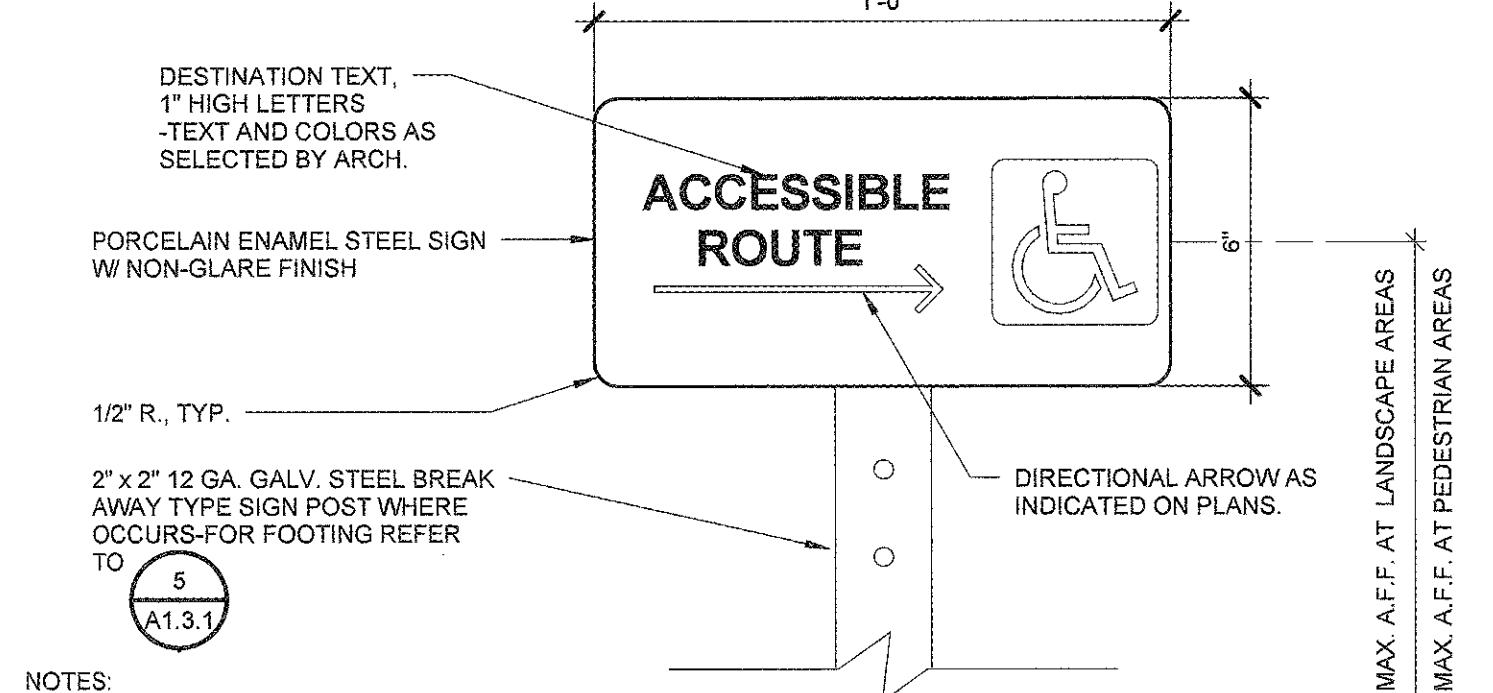 DESTINATION TEXT,
1" HIGH LETTERS
-TEXT AND COLORS AS
SELECTED BY ARCH.
PORCELAIN ENAMEL STEEL SIGN
W/ NON-GLARE FINISH
1/2" R., TYP.
2" x 2" 12 GA. GALV. STEEL BREAK
AWAY TYPE SIGN POST WHERE
OCCURS-FOR FOOTING REFER
TO
5
A1.3.1
NOTES:
ACCESSIBLE
ROUTE
6"
DIRECTIONAL ARROW AS
INDICATED ON PLANS.
MAX. A.F.F. AT LANDSCAPE AREAS
MAX. A.F.F. AT PEDESTRIAN AREAS